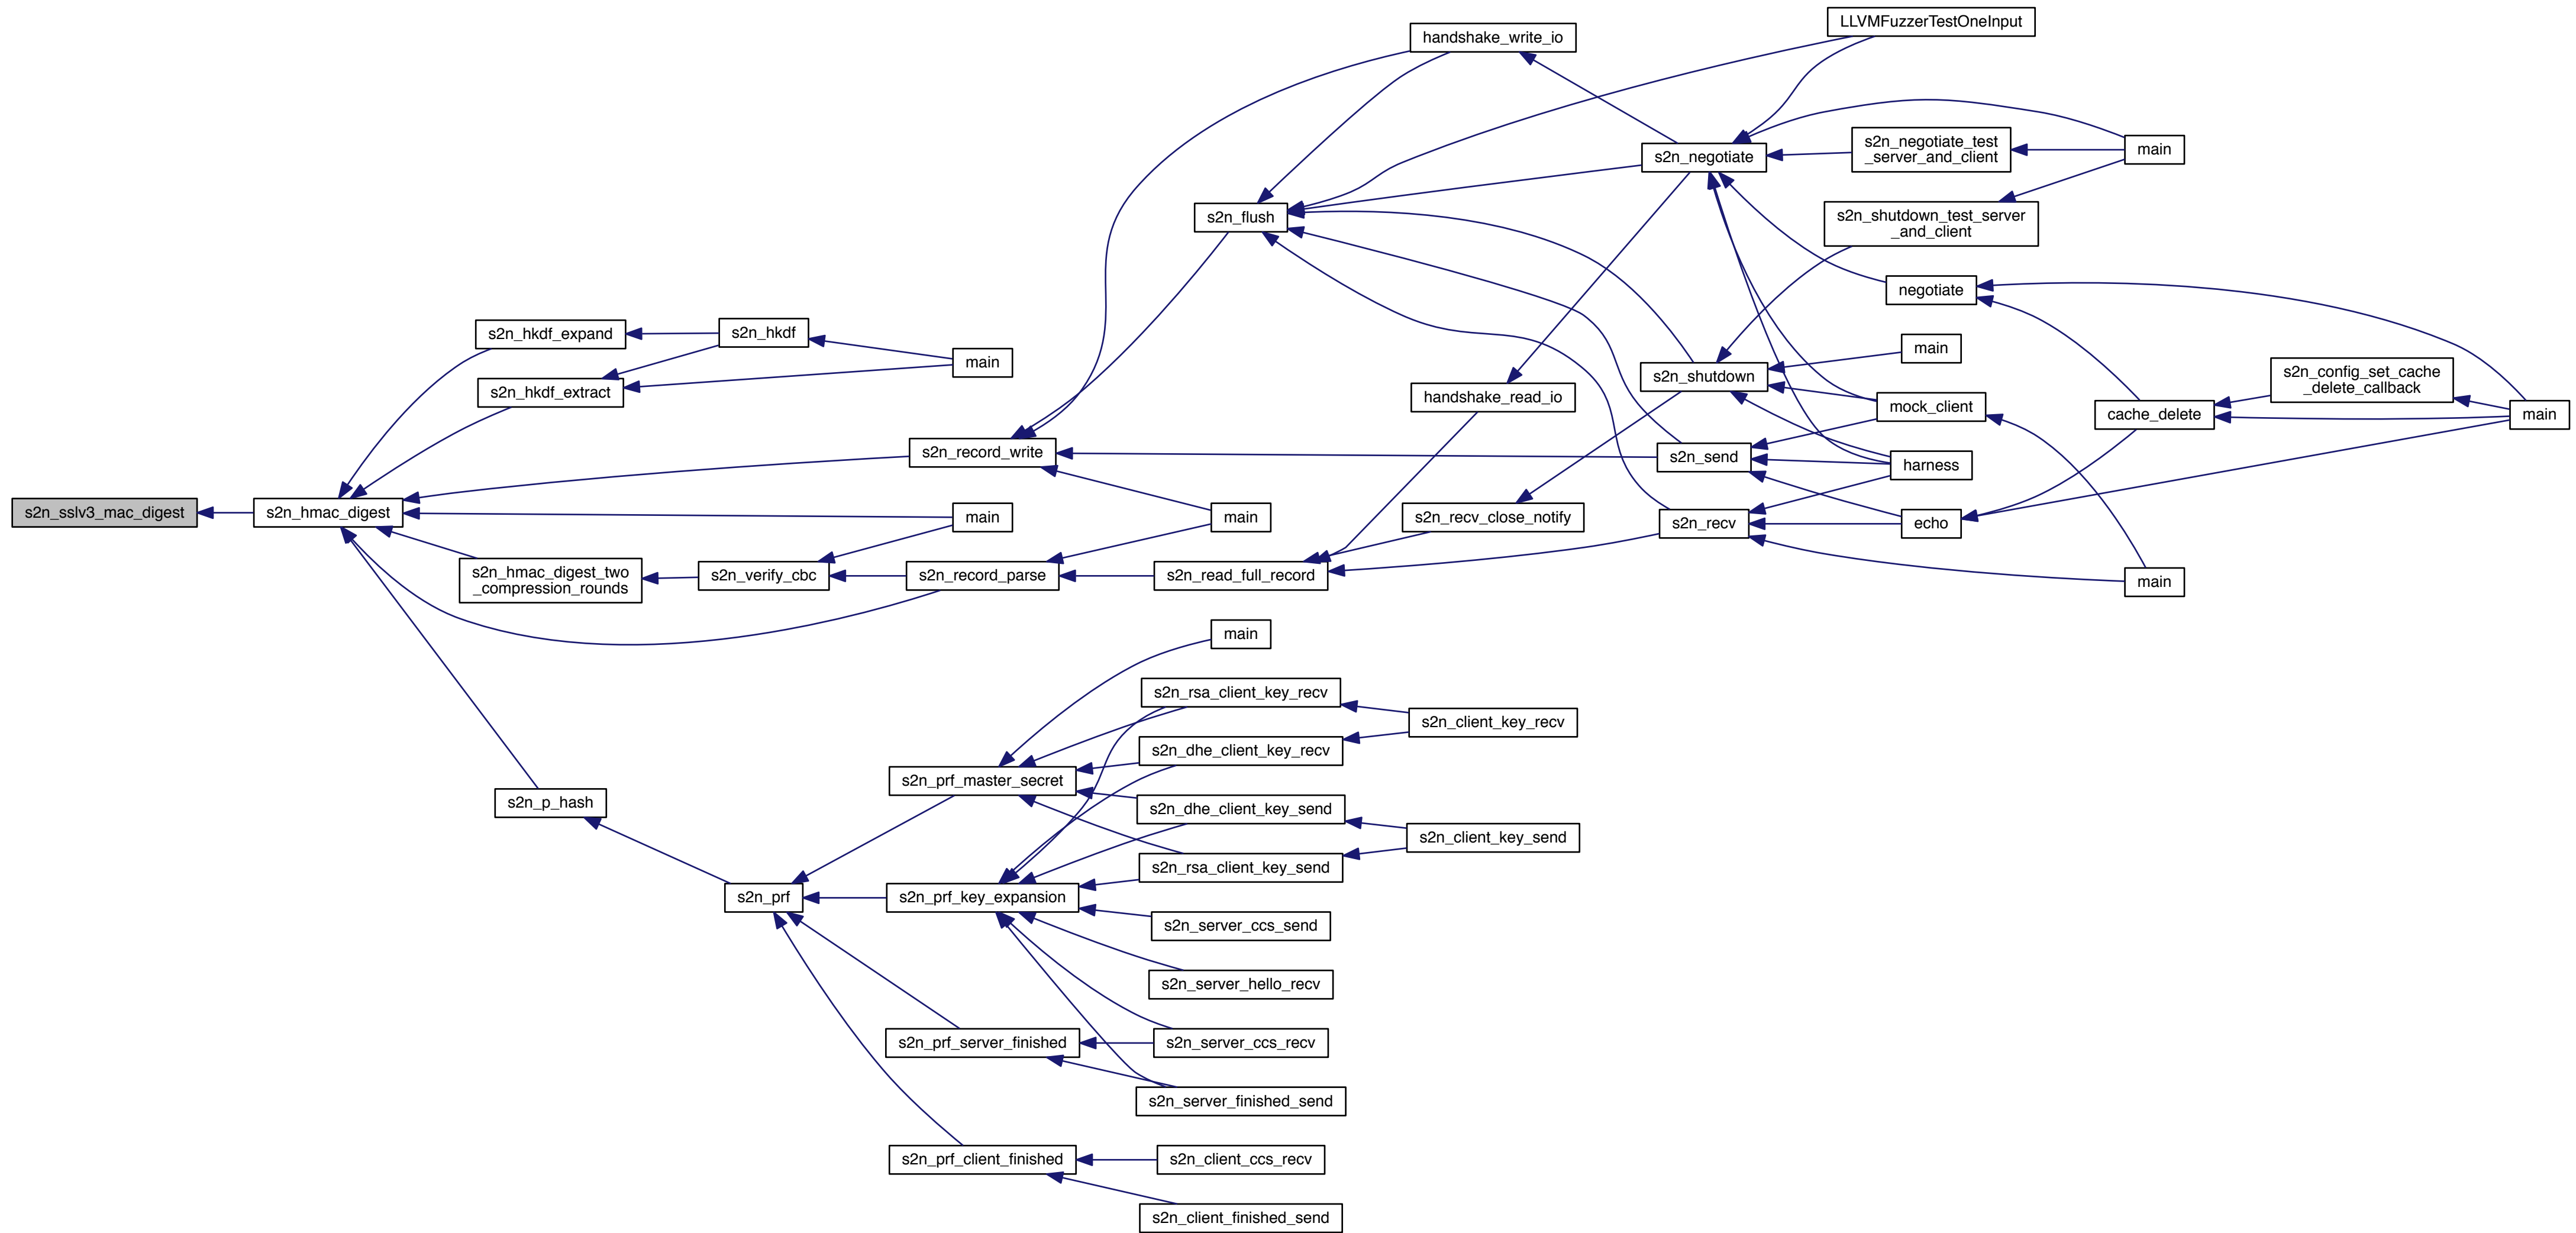 LLVMFuzzerTestOneInput
handshake_write_io
s2n_negotiate_test
_server_and_client
main
s2n_negotiate
s2n_flush
s2n_shutdown_test_server
_and_client
negotiate
s2n_hkdf_expand
s2n_hkdf
main
main
s2n_hkdf_extract
s2n_shutdown
s2n_config_set_cache
_delete_callback
handshake_read_io
mock_client
cache_delete
main
s2n_record_write
s2n_send
harness
s2n_sslv3_mac_digest
s2n_hmac_digest
main
main
s2n_recv_close_notify
s2n_recv
echo
s2n_hmac_digest_two
_compression_rounds
s2n_verify_cbc
s2n_record_parse
s2n_read_full_record
main
main
s2n_rsa_client_key_recv
s2n_client_key_recv
s2n_dhe_client_key_recv
s2n_prf_master_secret
s2n_p_hash
s2n_dhe_client_key_send
s2n_client_key_send
s2n_rsa_client_key_send
s2n_prf
s2n_prf_key_expansion
s2n_server_ccs_send
s2n_server_hello_recv
s2n_prf_server_finished
s2n_server_ccs_recv
s2n_server_finished_send
s2n_prf_client_finished
s2n_client_ccs_recv
s2n_client_finished_send